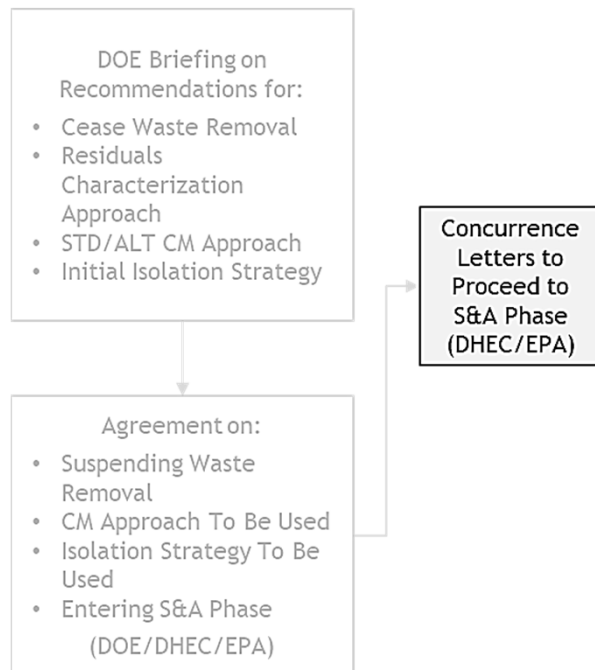 DOE Briefing on
Recommendations for:
• Cease Waste Removal
• Residuals
Characterization
Approach
• STD/ALT CM Approach
• Initial Isolation Strategy
Agreement on:
• Suspending Waste
Removal
• CM Approach To Be Used
• Isolation Strategy To Be
Used
• Entering S&A Phase
(DOE/DHEC/EPA)
Concurrence
Letters to
Proceed to
S&A Phase
(DHEC/EPA)